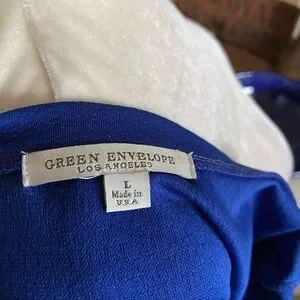 GREEN ENVELOPE
LOS ANGELES
L
Made in
U.S.A